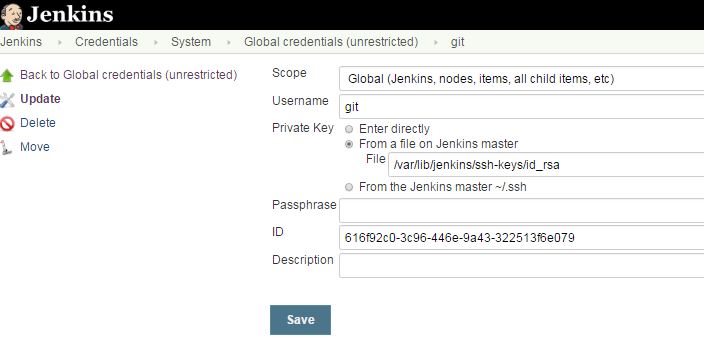 Jenkins
Jenkins Credentials System Global credentials (unrestricted) git
Back to Global credentials (unrestricted)
Update
Delete
Move
Scope Global (Jenkins, nodes, items, all child items, etc)
Username git
Private Key Enter directly
From a file on Jenkins master
File /var/lib/jenkins/ssh-keys/id_rsa
From the Jenkins master ~/.ssh
Passphrase
ID 616f92c0-3c96-446e-9a43-322513f6e079
Description
Save